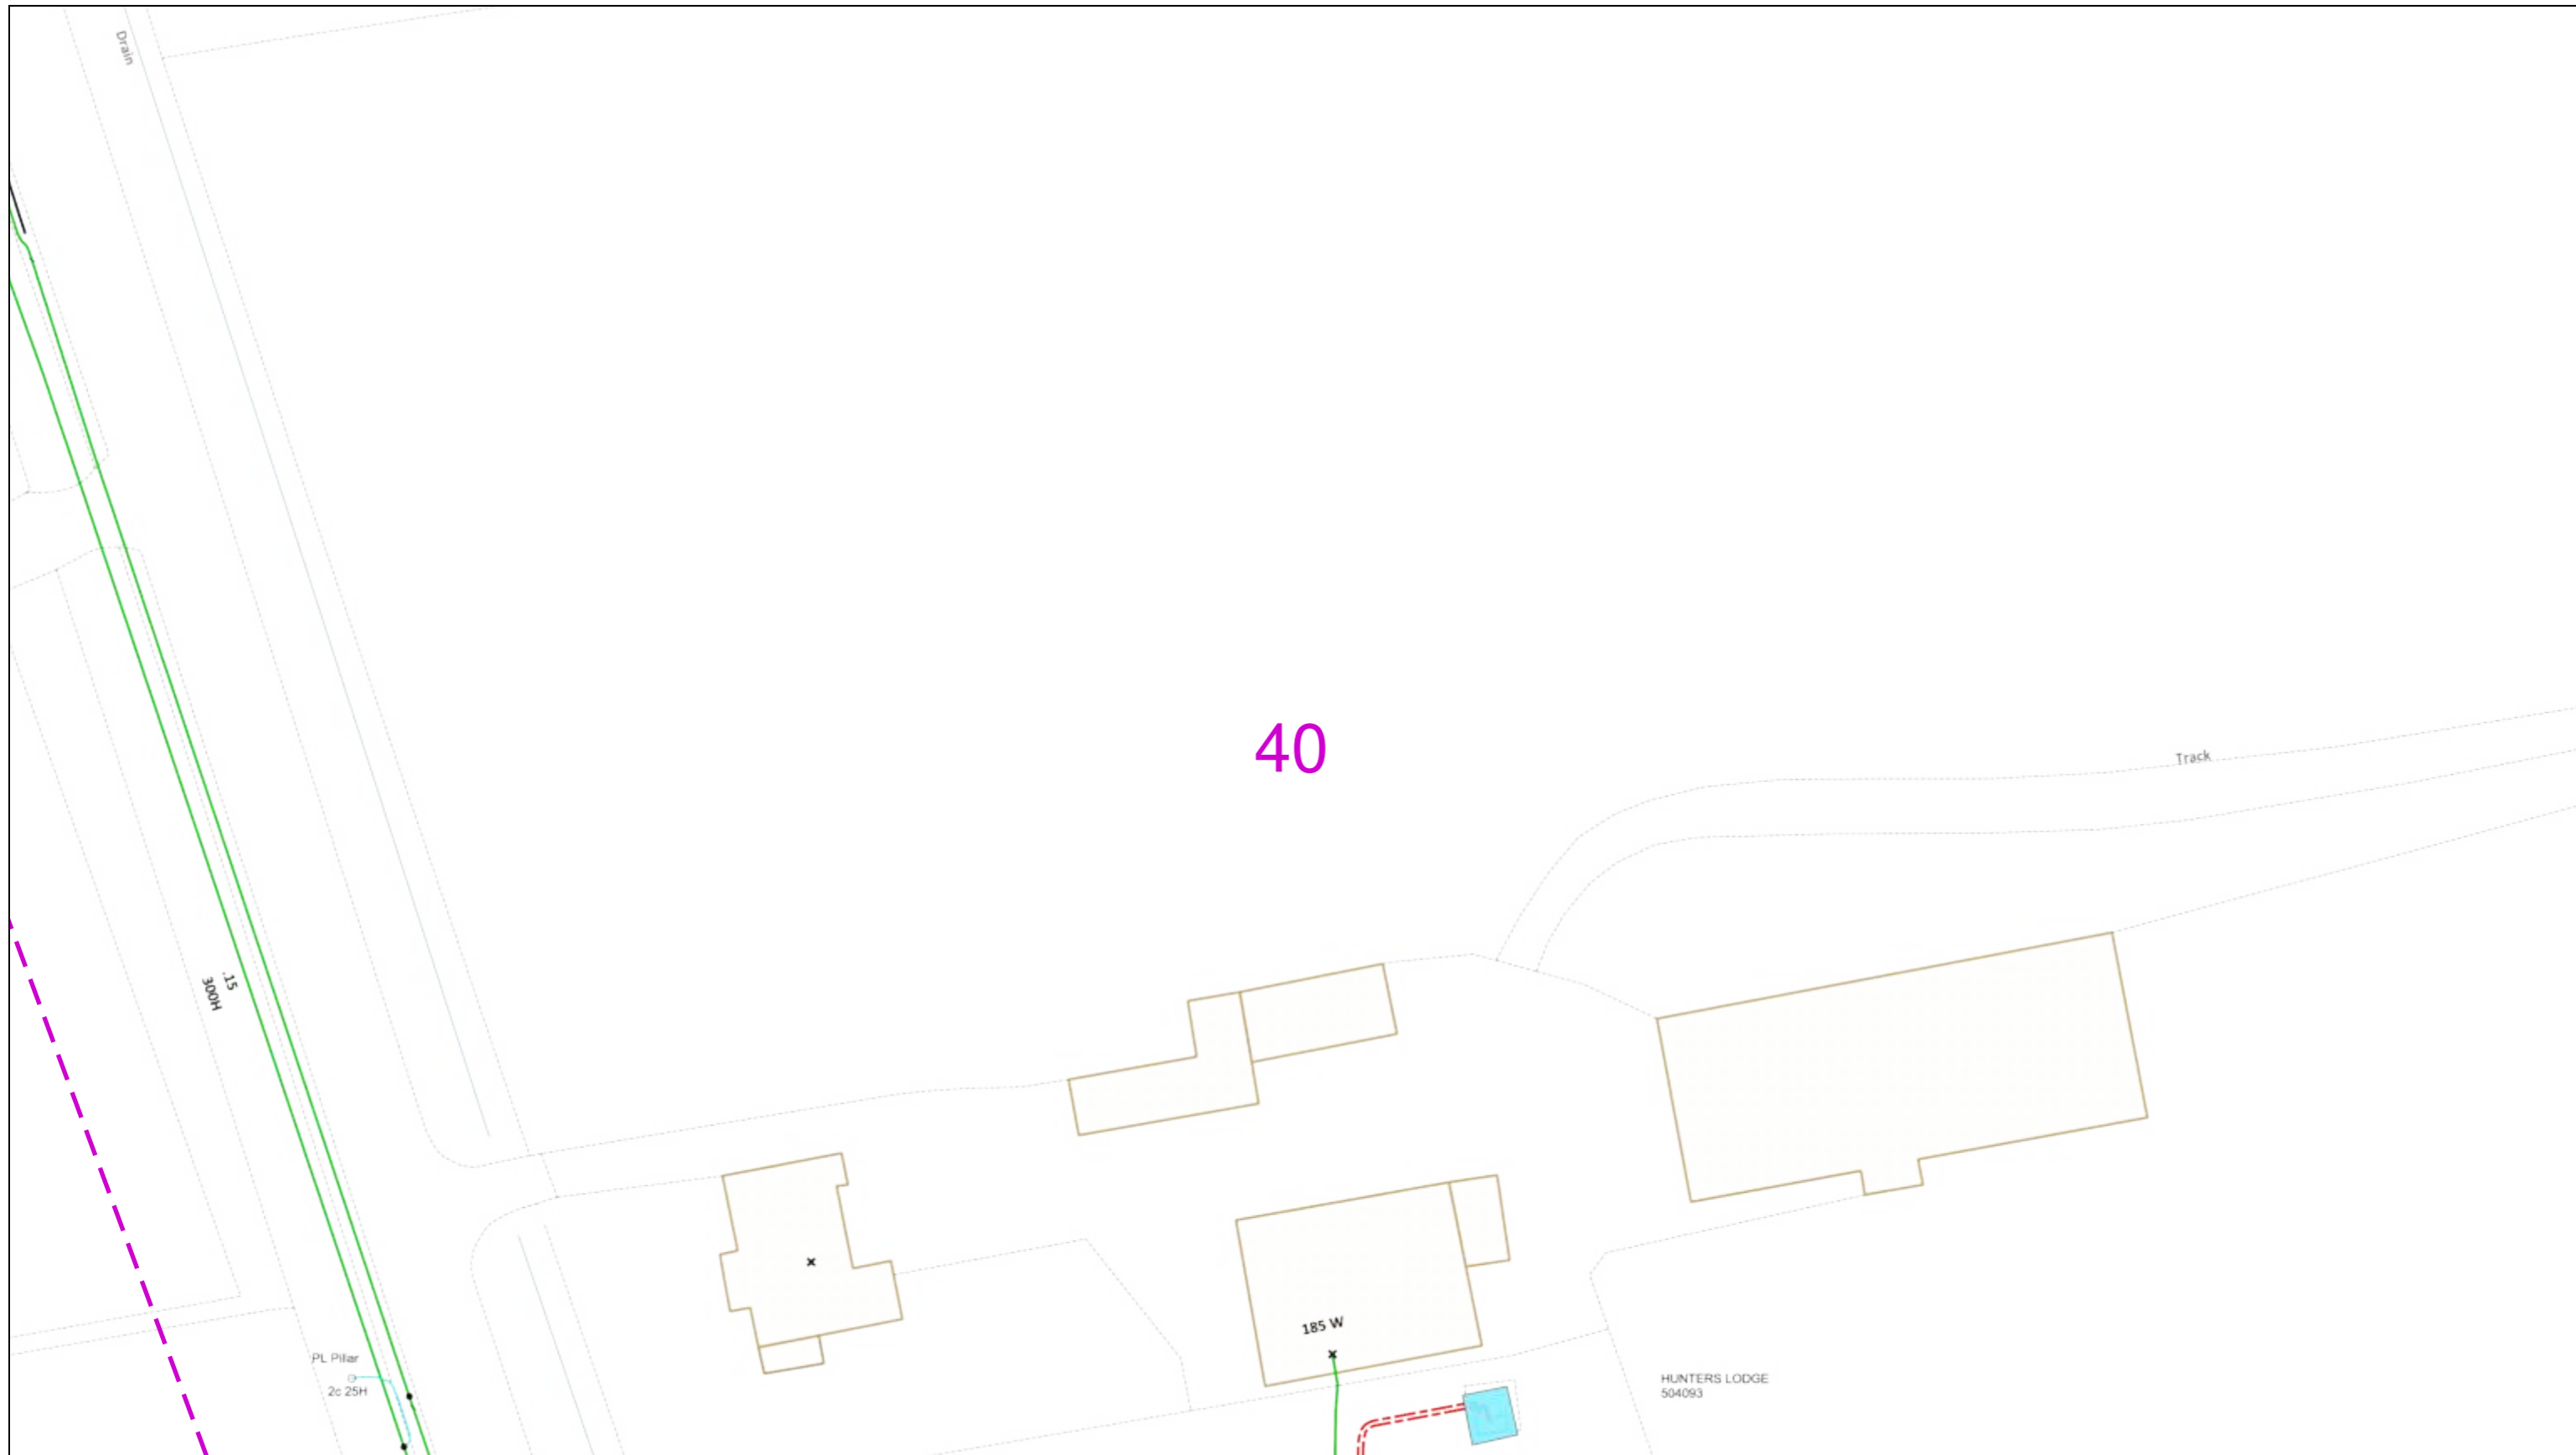 Drain
40
Track
.15
300H
185 W
PL Pillar
2c 25H
HUNTERS LODGE
504093